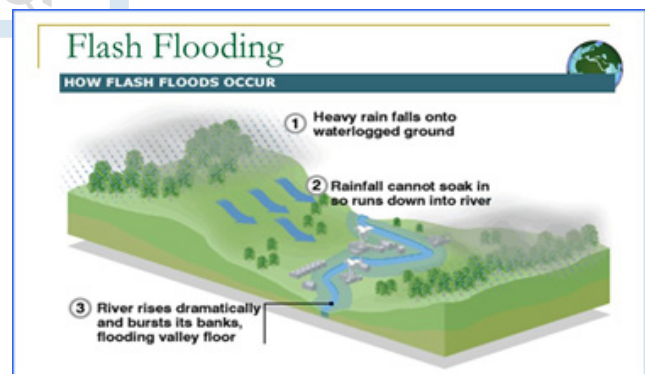 Flash Flooding
HOW FLASH FLOODS OCCUR
1 Heavy rain falls onto
waterlogged ground
2 Rainfall cannot soak in
so runs down into river
3 River rises dramatically
and bursts its banks,
flooding valley floor